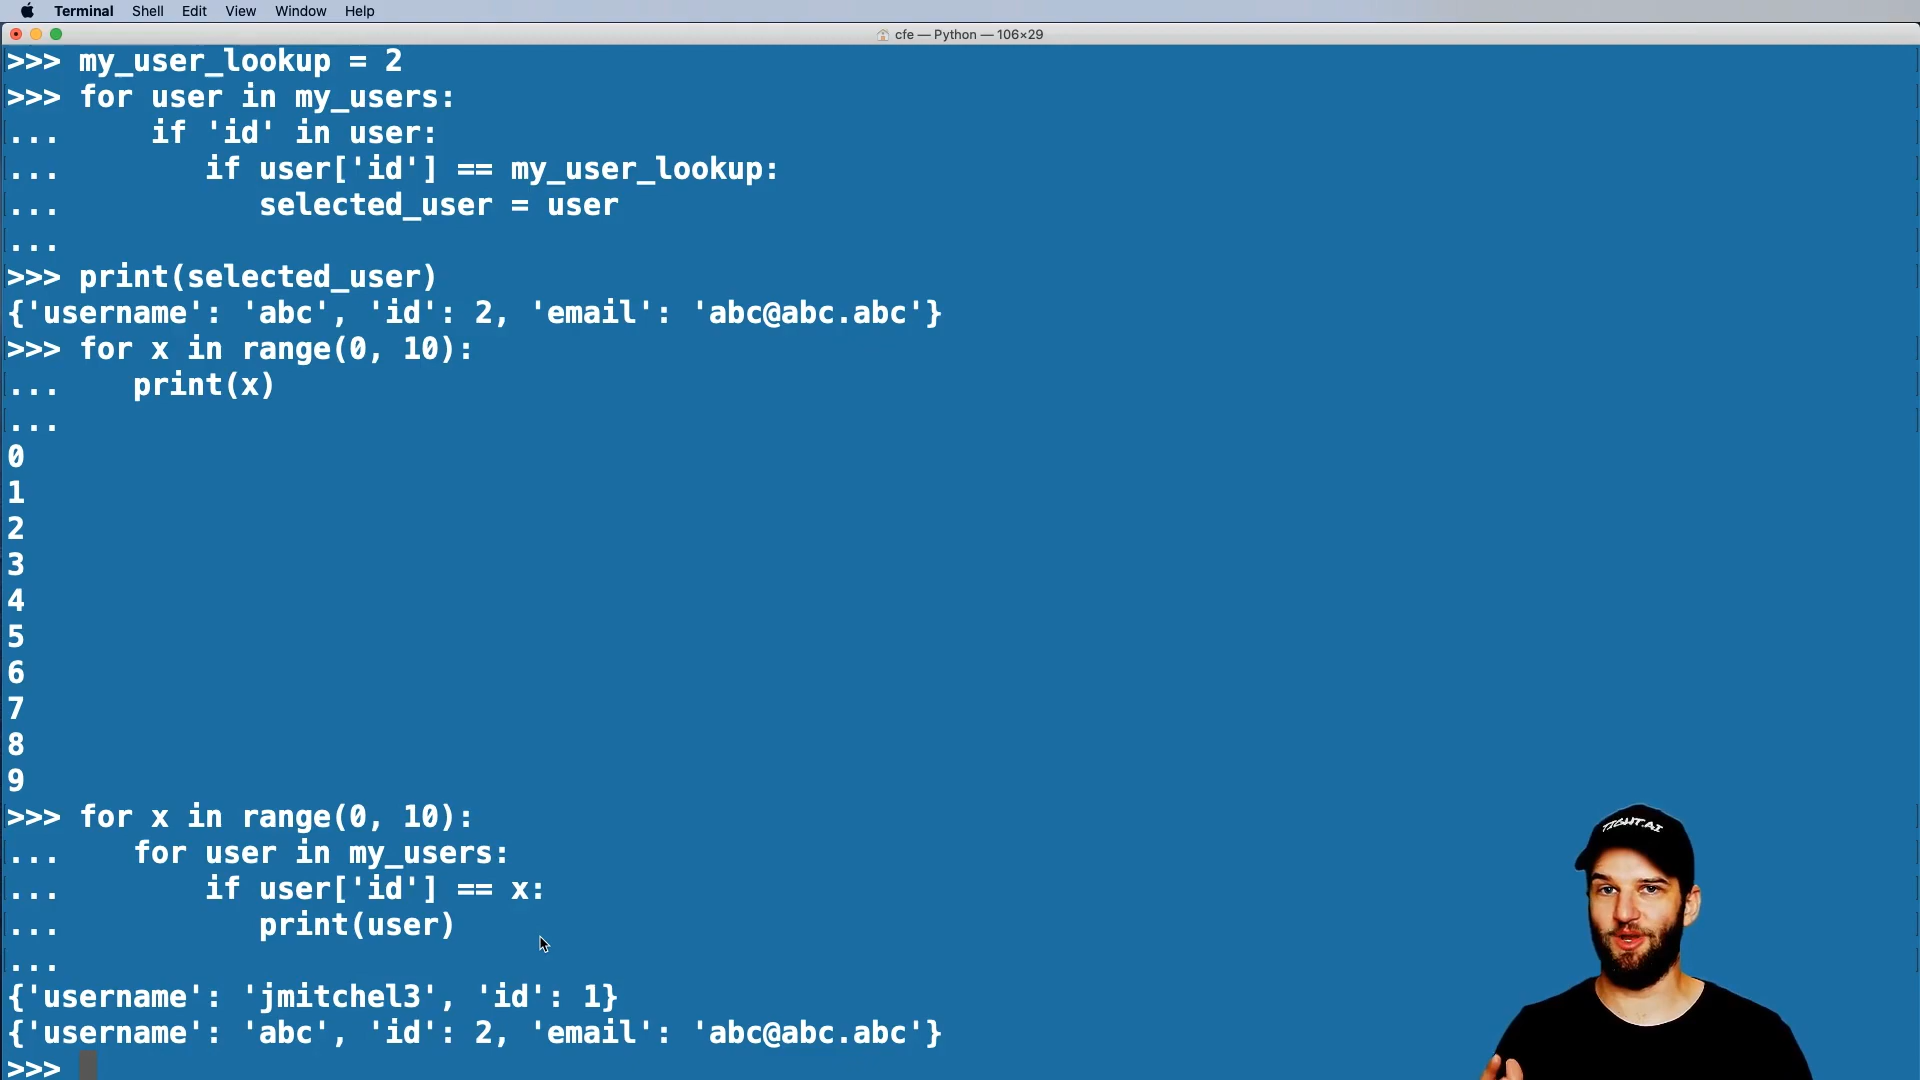 Terminal Shell Edit View Window Help
cfe — Python — 106×29
>>> my_user_lookup = 2
>>> for user in my_users:
...     if 'id' in user:
...        if user['id'] == my_user_lookup:
...           selected_user = user
...
>>> print(selected_user)
{'username': 'abc', 'id': 2, 'email': 'abc@abc.abc'}
>>> for x in range(0, 10):
...    print(x)
...
0
1
2
3
4
5
6
7
8
9
>>> for x in range(0, 10):
...    for user in my_users:
...        if user['id'] == x:
...           print(user)
...
{'username': 'jmitchel3', 'id': 1}
{'username': 'abc', 'id': 2, 'email': 'abc@abc.abc'}
>>>
TIGHT.AI